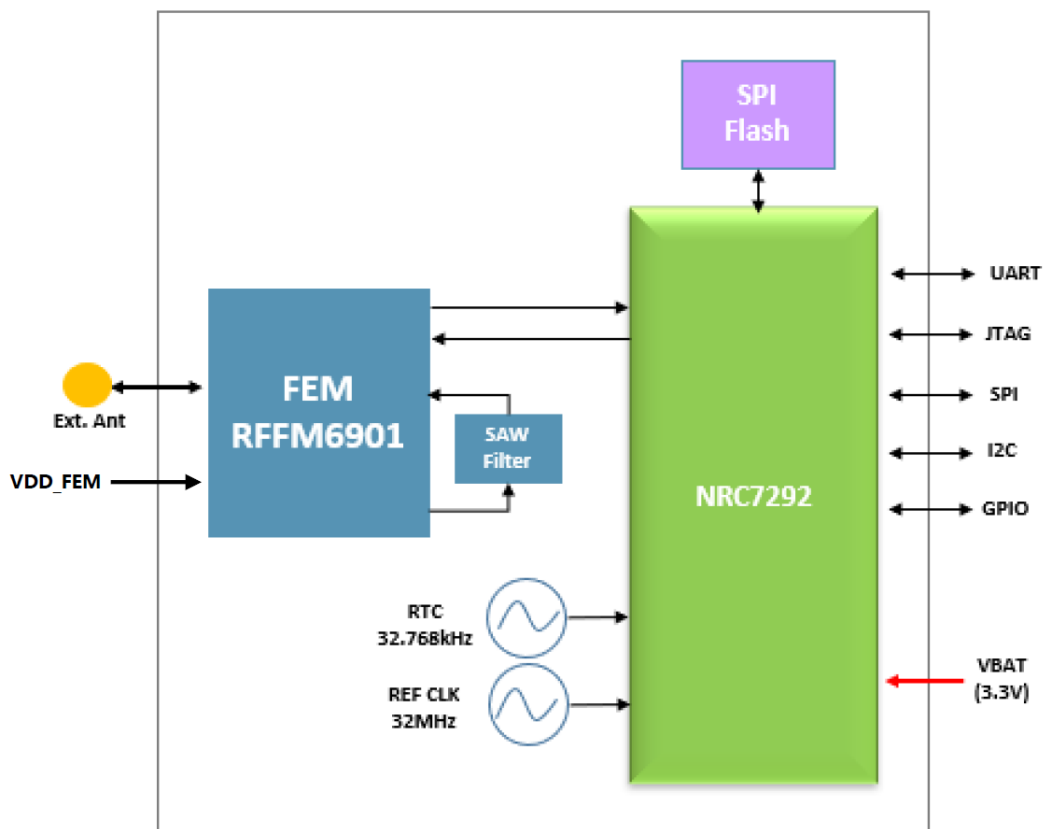 SPI
Flash
UART
JTAG
SPI
I2C
GPIO
FEM
RFFM6901
SAW
Filter
Ext. Ant
VDD_FEM
NRC7292
RTC
32.768kHz
REF CLK
32MHz
VBAT
(3.3V)